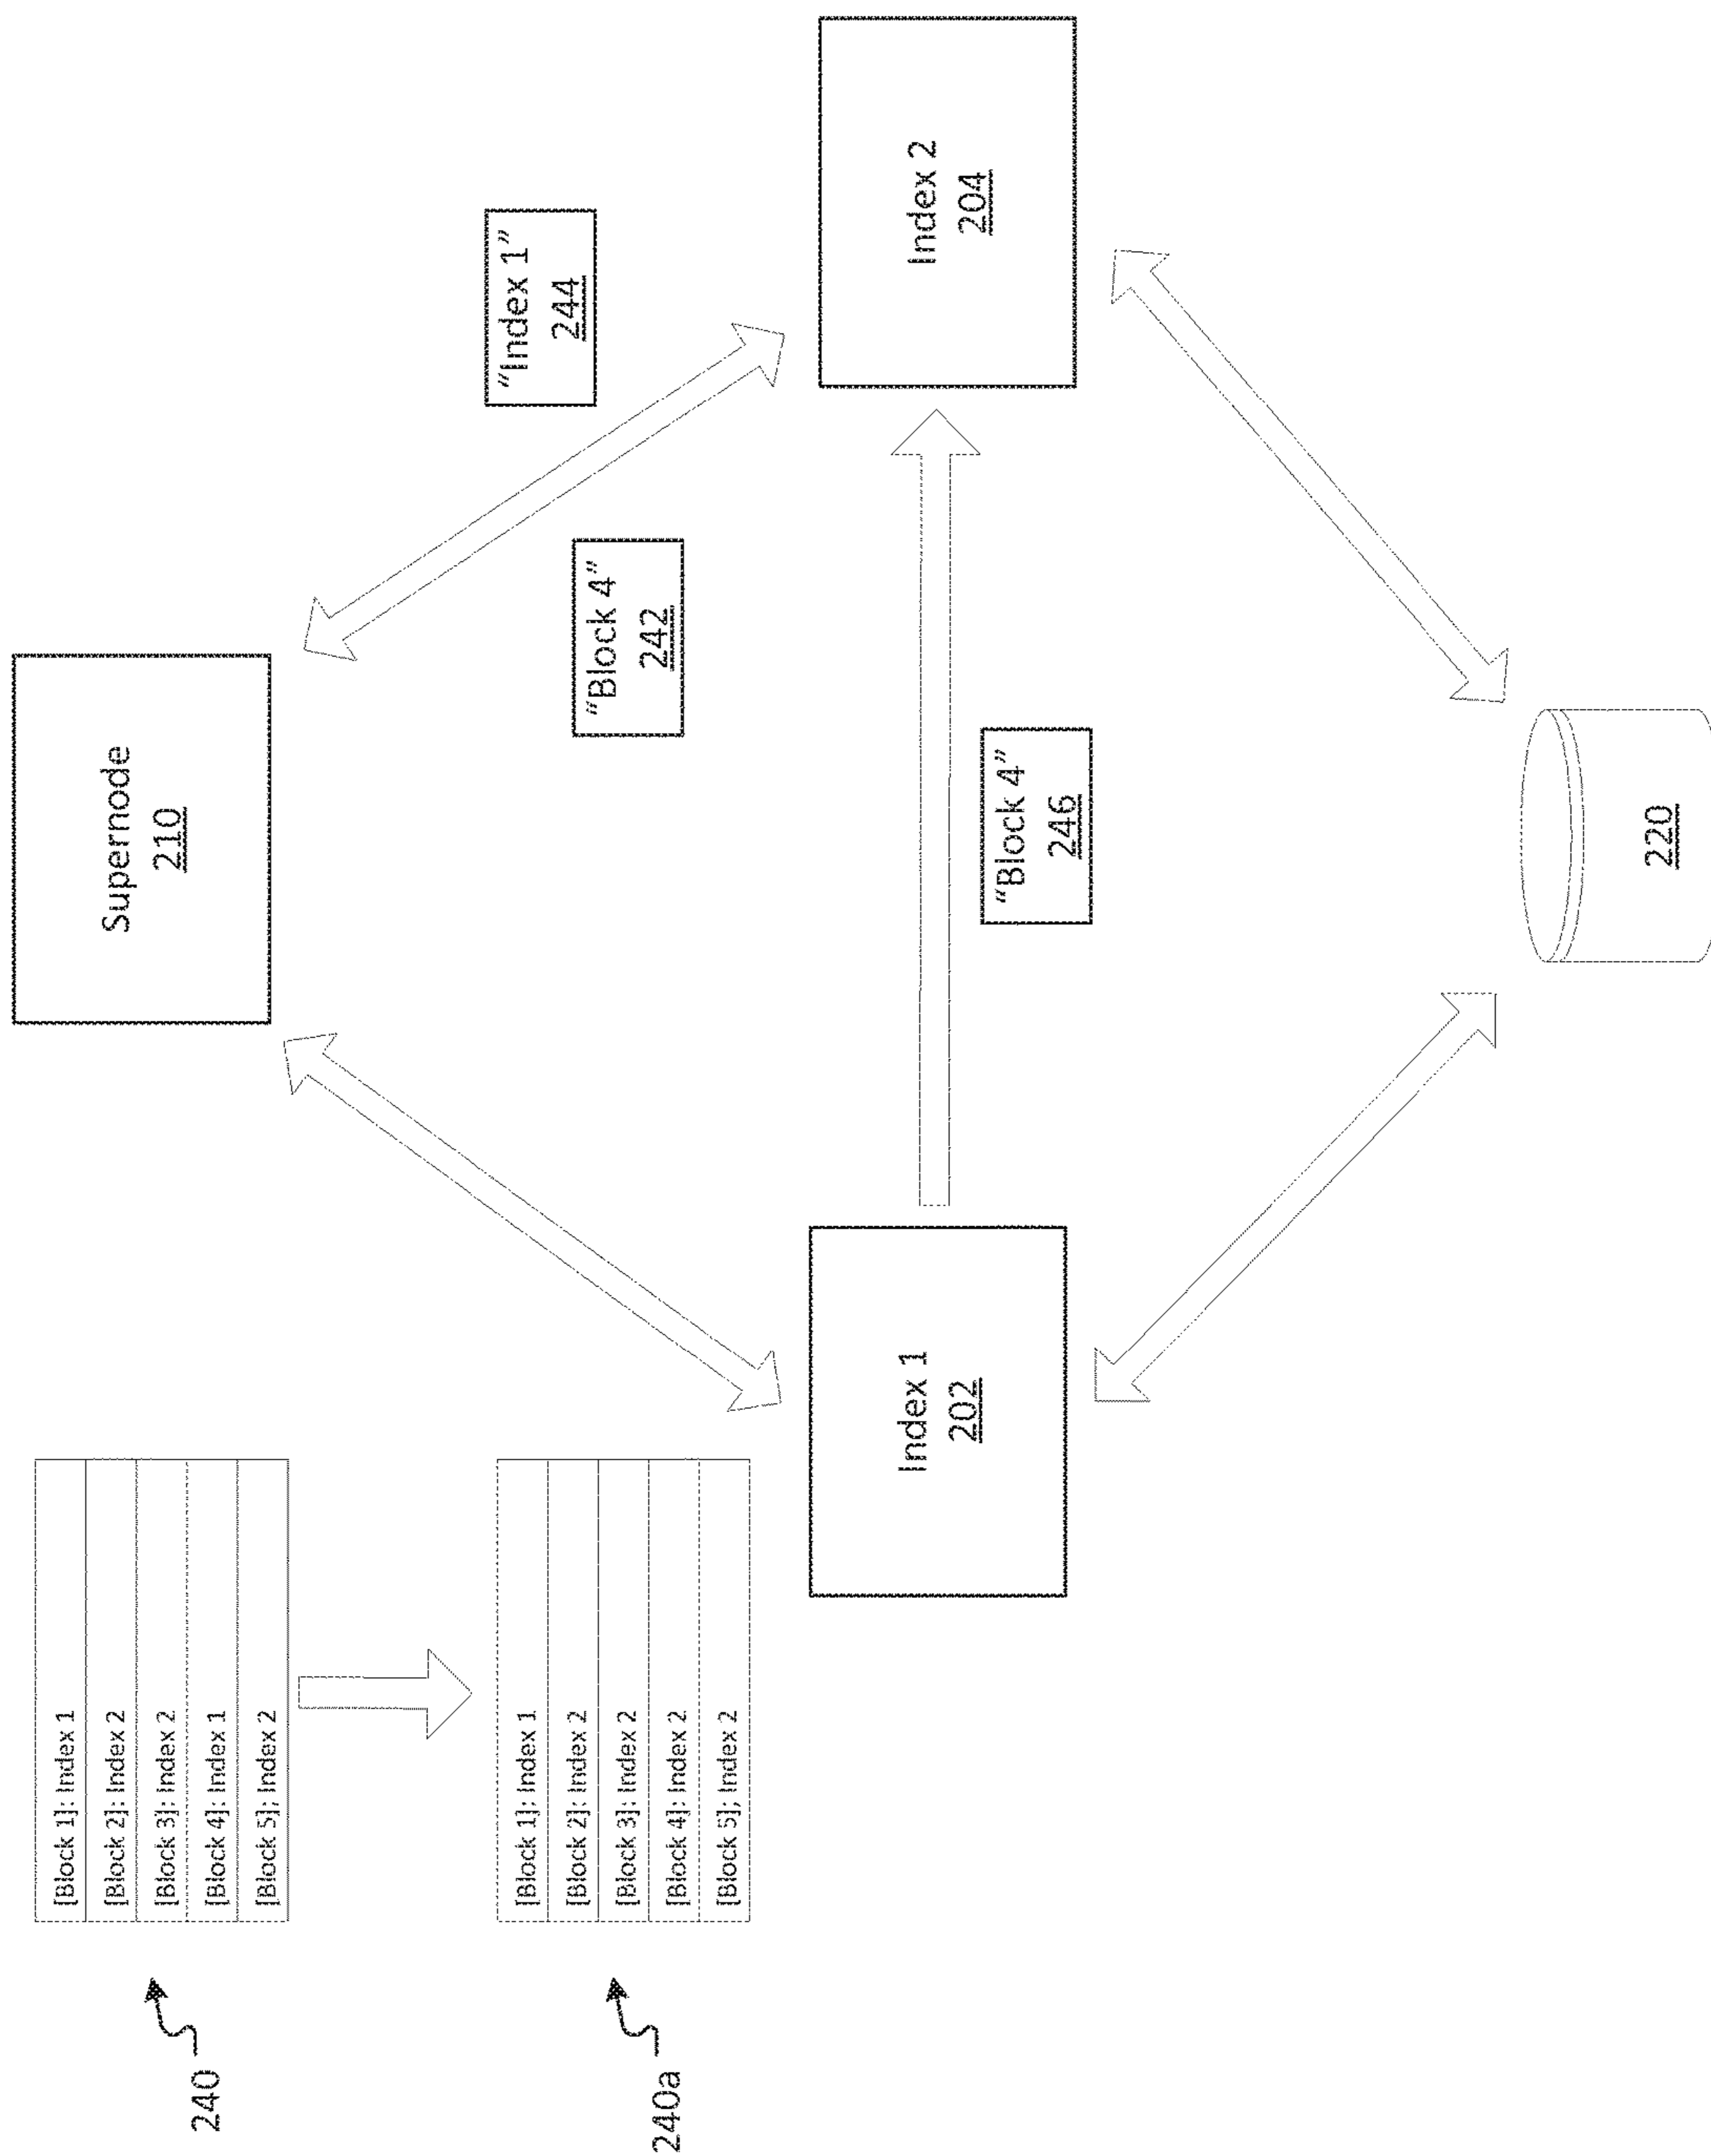 240
[Block 1]: Index 1
[Block 2]: Index 2
[Block 3]: Index 2
[Block 4]: Index 1
[Block 5]: Index 2
240a
[Block 1]: Index 1
[Block 2]: Index 2
[Block 3]: Index 2
[Block 4]: Index 2
[Block 5]: Index 2
Supernode
210
“Index 1”
244
“Block 4”
242
Index 1
202
“Block 4”
246
Index 2
204
220